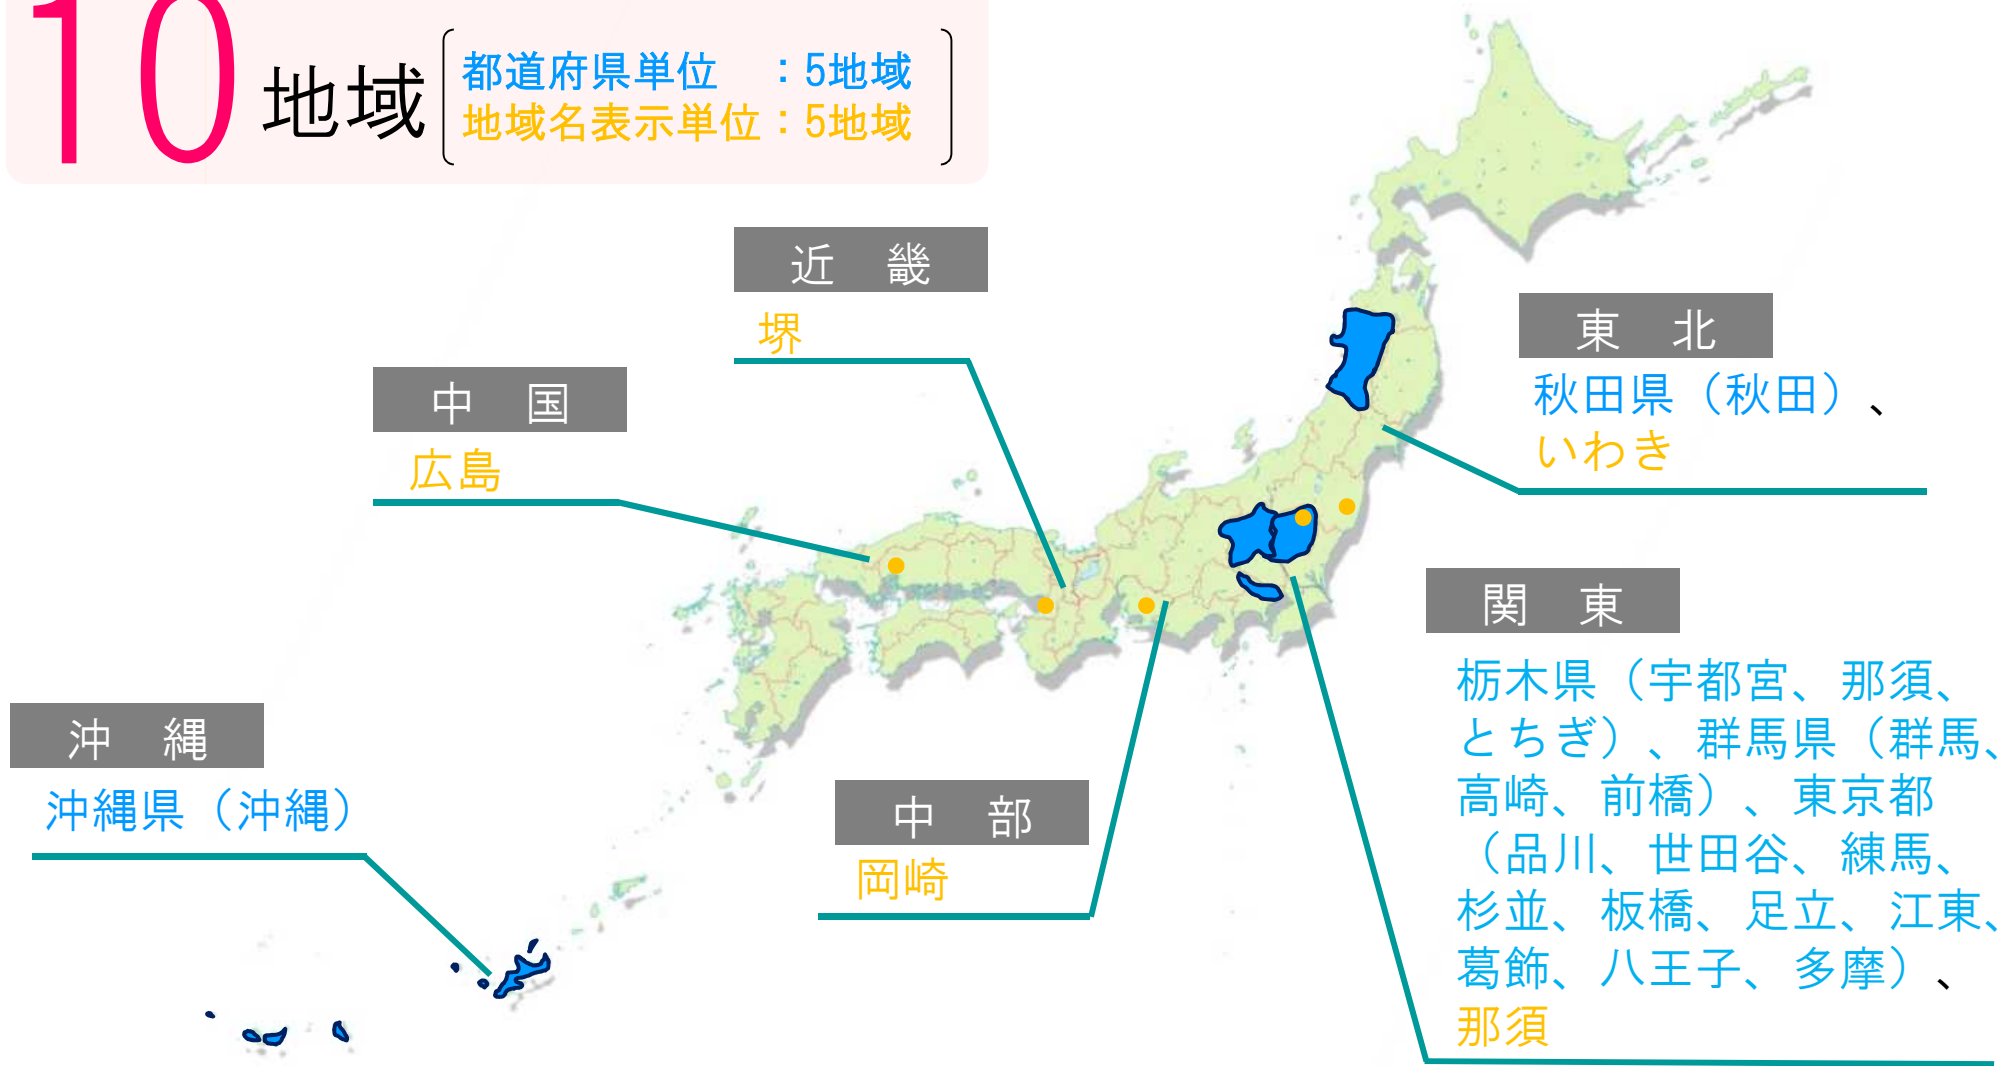 10地域
都道府県単位 ：5地域
地域名表示単位：5地域
近 畿
堺
中 国
広島
東 北
秋田県（秋田）、
いわき
関 東
栃木県（宇都宮、那須、
とちぎ）、群馬県（群馬、
高崎、前橋）、東京都
（品川、世田谷、練馬、
杉並、板橋、足立、江東、
葛飾、八王子、多摩）、
那須
沖 縄
沖縄県（沖縄）
中 部
岡崎